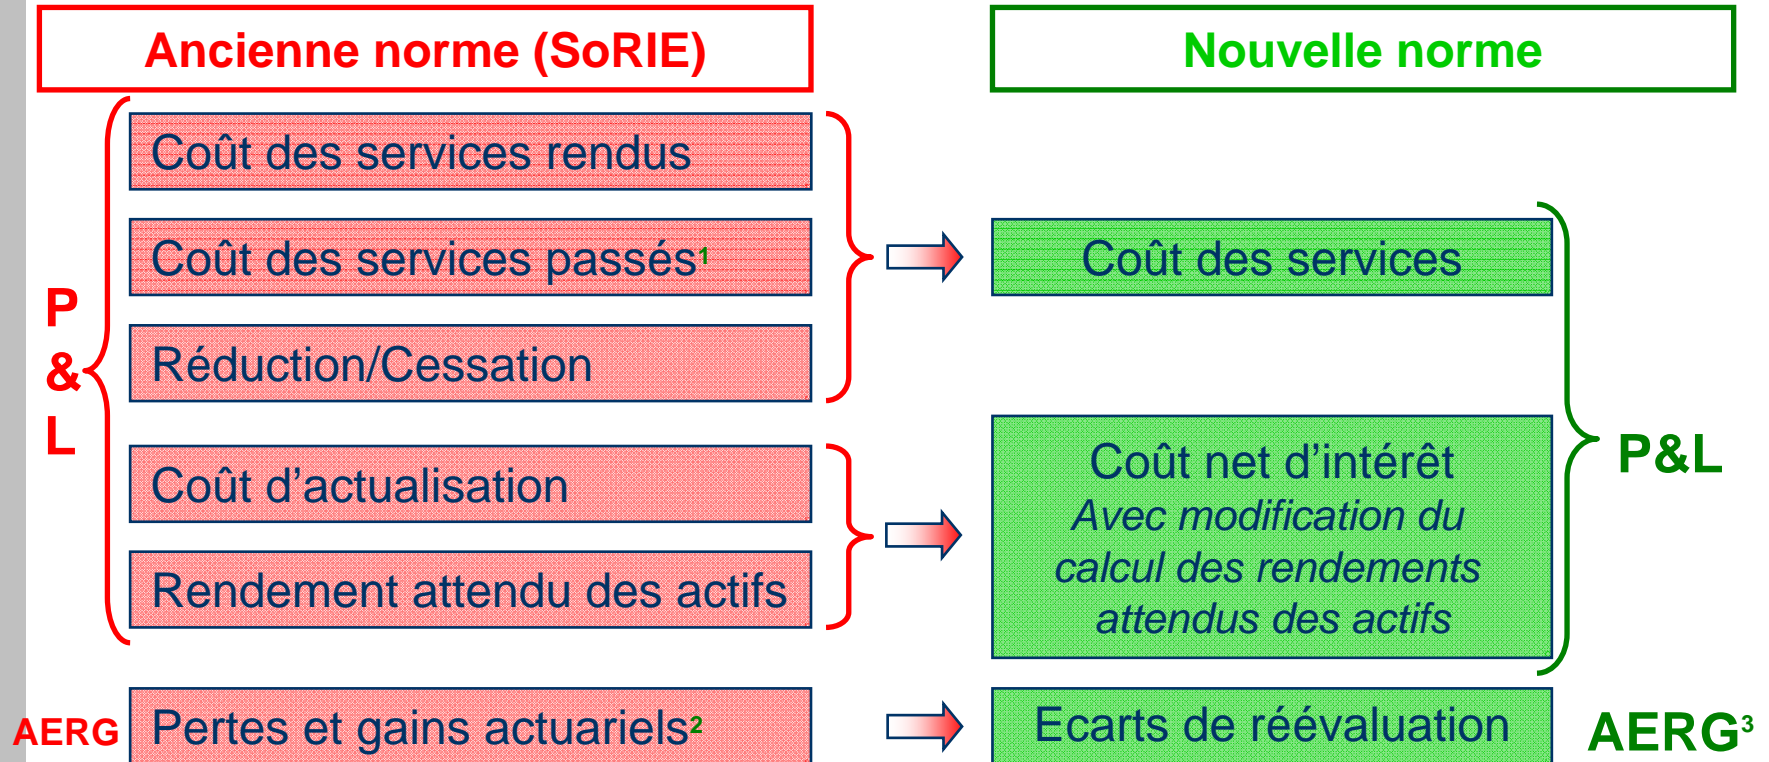 Ancienne norme (SoRIE)
Nouvelle norme
P
&
L
Coût des services rendus
Coût des services passés¹
Réduction/Cessation
Coût d’actualisation
Rendement attendu des actifs
Coût des services
Coût net d’intérêt
Avec modification du
calcul des rendements
attendus des actifs
P&L
AERG
Pertes et gains actuariels²
Ecarts de réévaluation
AERG³